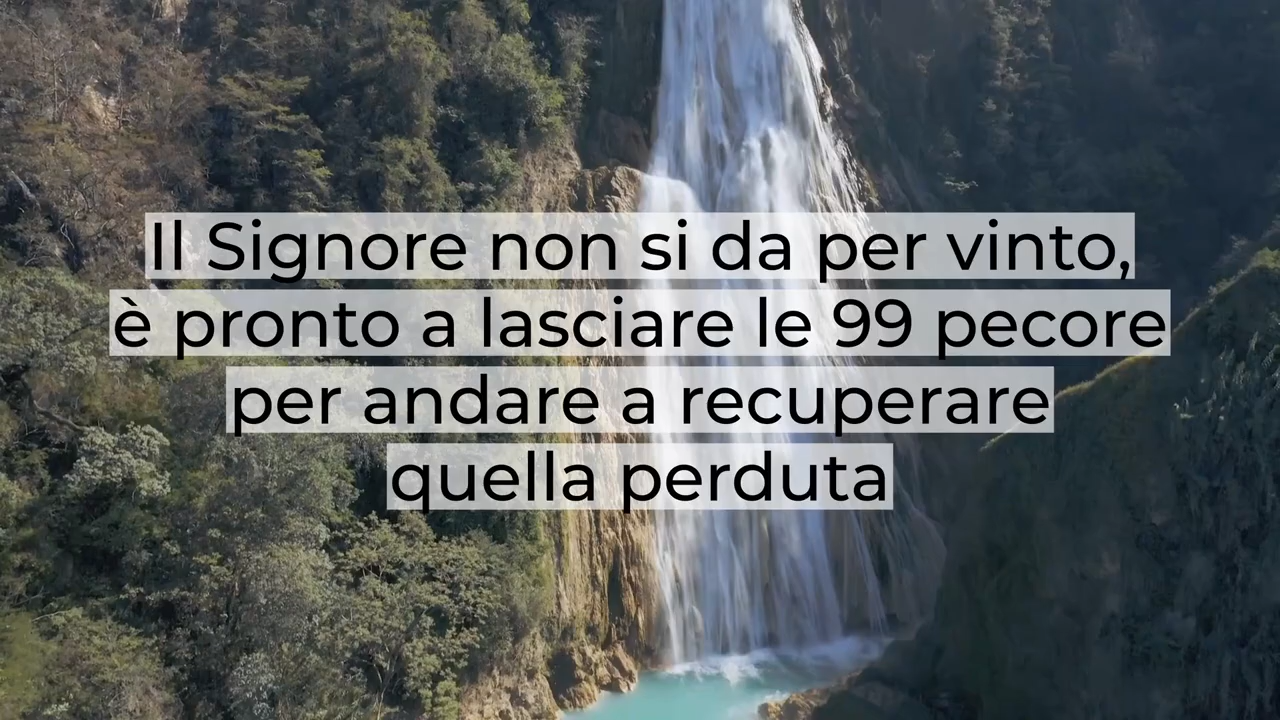 Il Signore non si da per vinto,
è pronto a lasciare le 99 pecore
per andare a recuperare
quella perduta